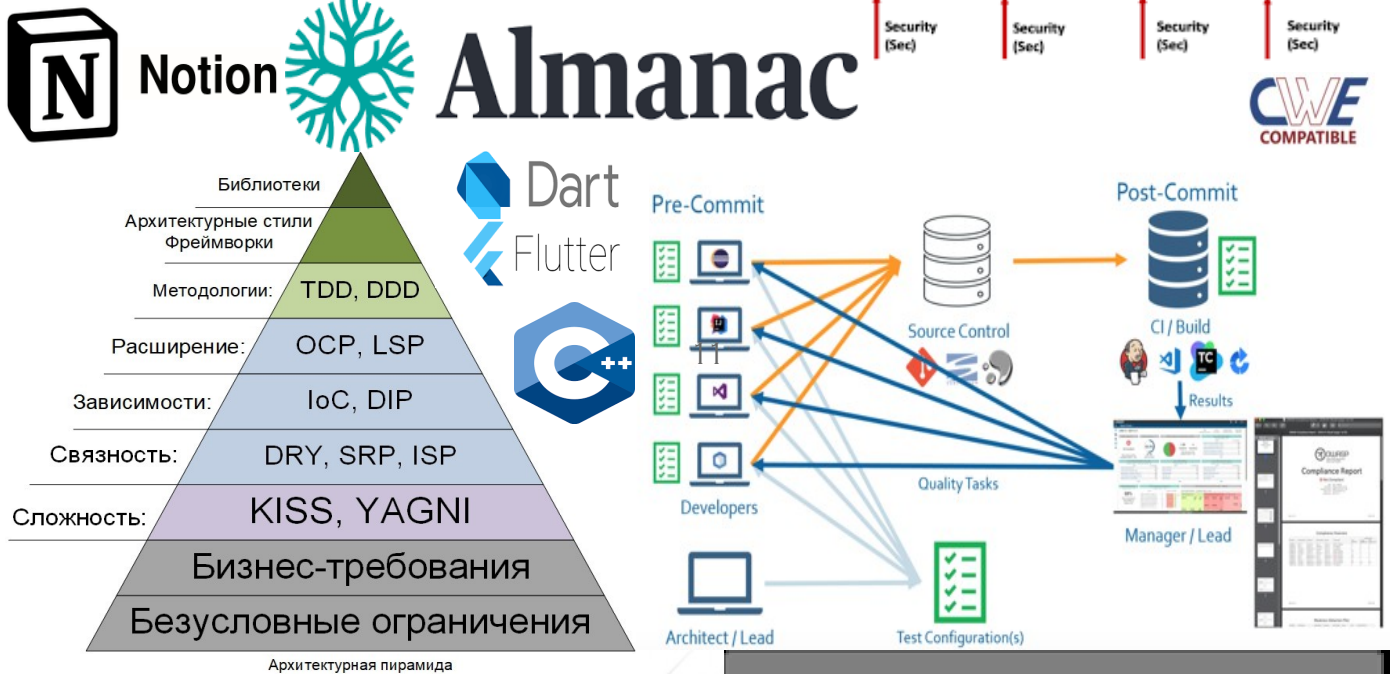 Notion
Almanac
Security
(Sec)
Security
(Sec)
Security
(Sec)
Security
(Sec)
CWE
COMPATIBLE
Библиотеки
Архитектурные стили
Фреймворки
Методологии:
TDD, DDD
Расширение:
OCP, LSP
Зависимости:
IoC, DIP
Связность:
DRY, SRP, ISP
Сложность:
KISS, YAGNI
Бизнес-требования
Безусловные ограничения
Архитектурная пирамида
Dart
Flutter
C++
11
Pre-Commit
Developers
Architect / Lead
Source Control
Quality Tasks
Test Configuration(s)
Post-Commit
CI / Build
TC
Results
Manager / Lead
OWASP
Compliance Report